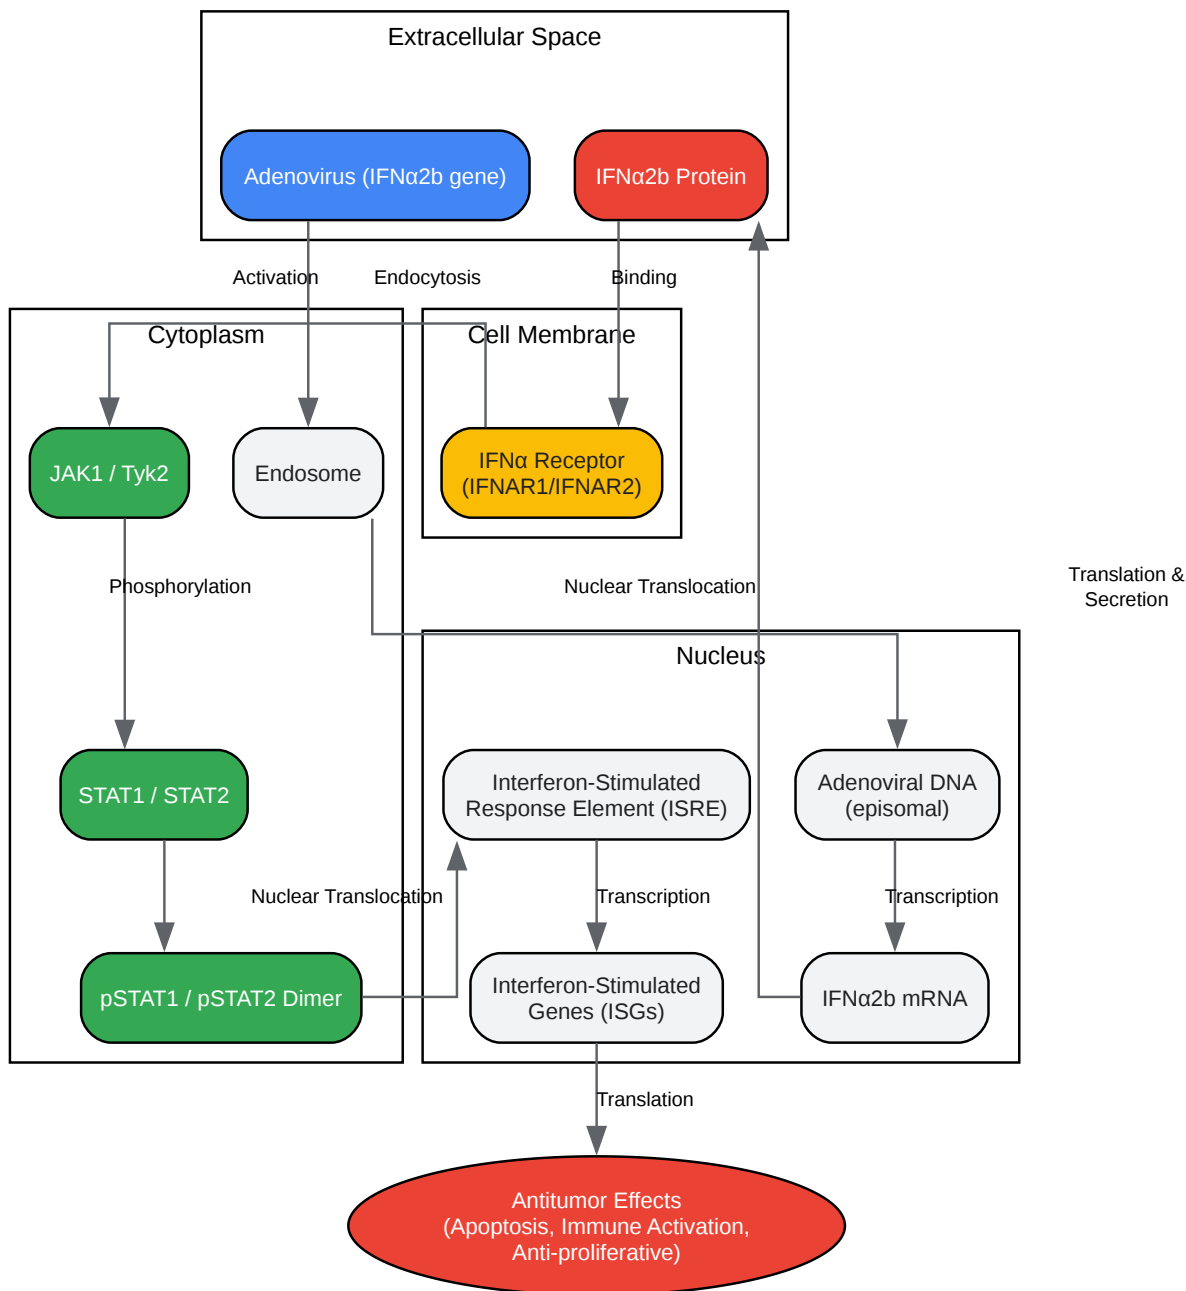 Extracellular Space
Adenovirus (IFNα2b gene)
IFNα2b Protein
Activation
Endocytosis
Binding
Cytoplasm
Cell Membrane
JAK1 / Tyk2
Endosome
IFNα Receptor
(IFNAR1/IFNAR2)
Phosphorylation
Nuclear Translocation
Translation &
Secretion
Nucleus
STAT1 / STAT2
Interferon-Stimulated
Response Element (ISRE)
Adenoviral DNA
(episomal)
Nuclear Translocation
Transcription
Transcription
pSTAT1 / pSTAT2 Dimer
Interferon-Stimulated
Genes (ISGs)
IFNα2b mRNA
Translation
Antitumor Effects
(Apoptosis, Immune Activation,
Anti-proliferative)